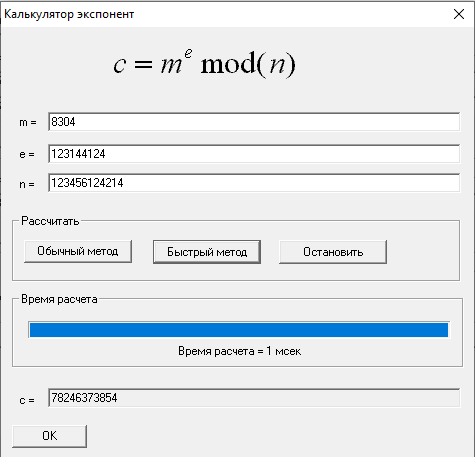 Калькулятор экспонент
c = mᵉ mod(n)
m = 8304
e = 123144124
n = 123456124214
Рассчитать
Обычный метод Быстрый метод Остановить
Время расчета
Время расчета = 1 мсек
c = 78246373854
OK